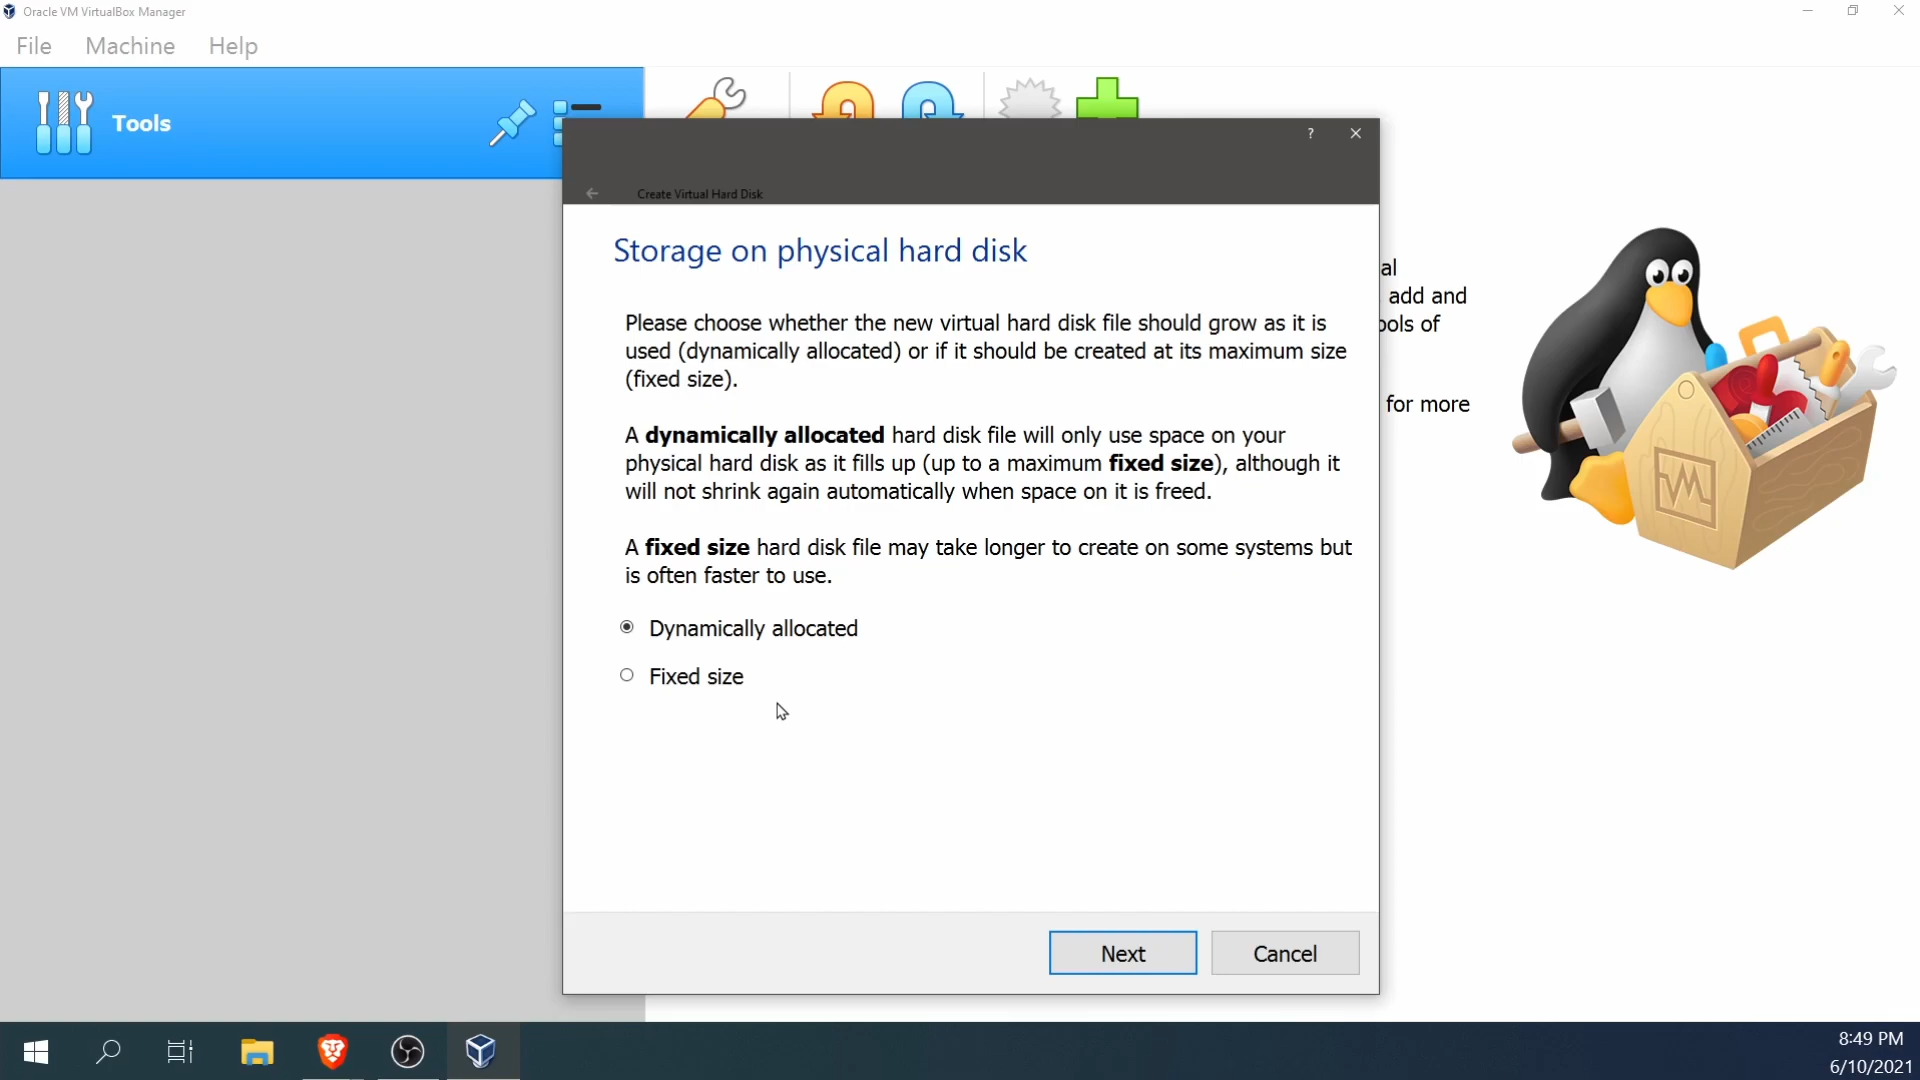 Oracle VM VirtualBox Manager
File Machine Help
Tools
?
Create Virtual Hard Disk
Storage on physical hard disk
Please choose whether the new virtual hard disk file should grow as it is
used (dynamically allocated) or if it should be created at its maximum size
(fixed size).
A dynamically allocated hard disk file will only use space on your
physical hard disk as it fills up (up to a maximum fixed size), although it
will not shrink again automatically when space on it is freed.
A fixed size hard disk file may take longer to create on some systems but
is often faster to use.
Dynamically allocated
Fixed size
Next Cancel
al
add and
ools of
for more
8:49 PM
6/10/2021